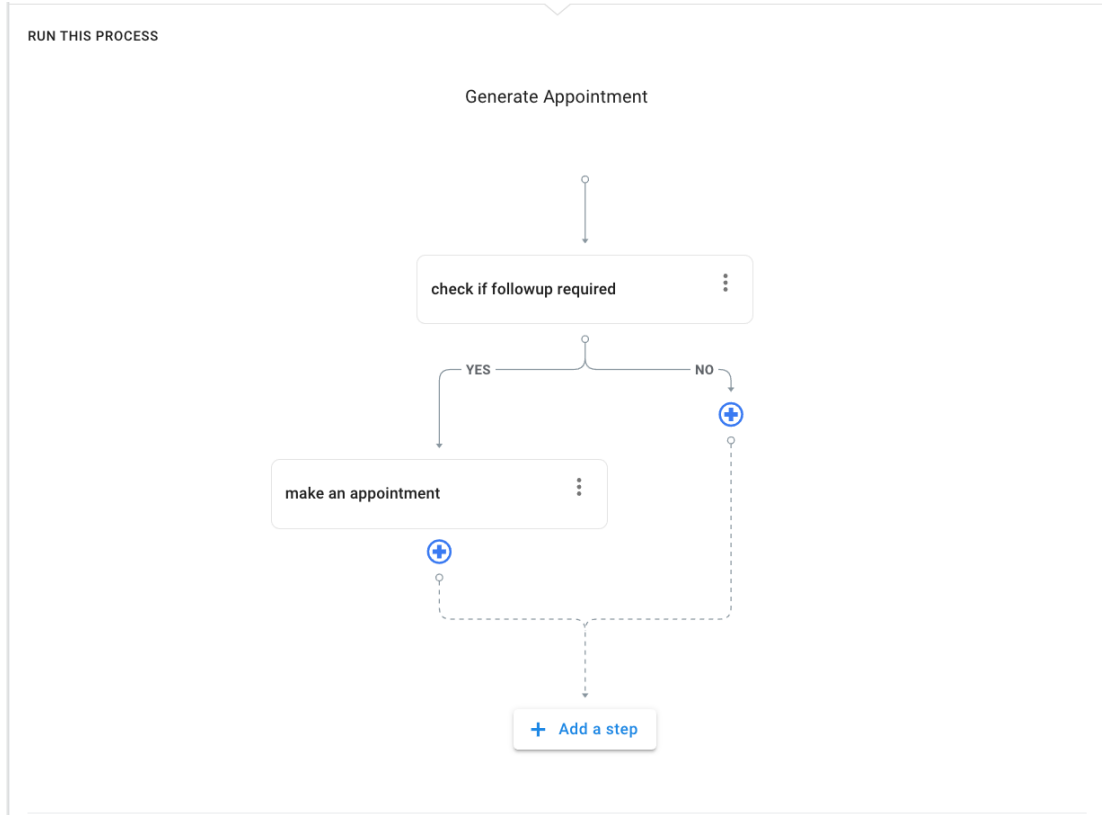 RUN THIS PROCESS
Generate Appointment
check if followup required
YES
NO
make an appointment
Add a step